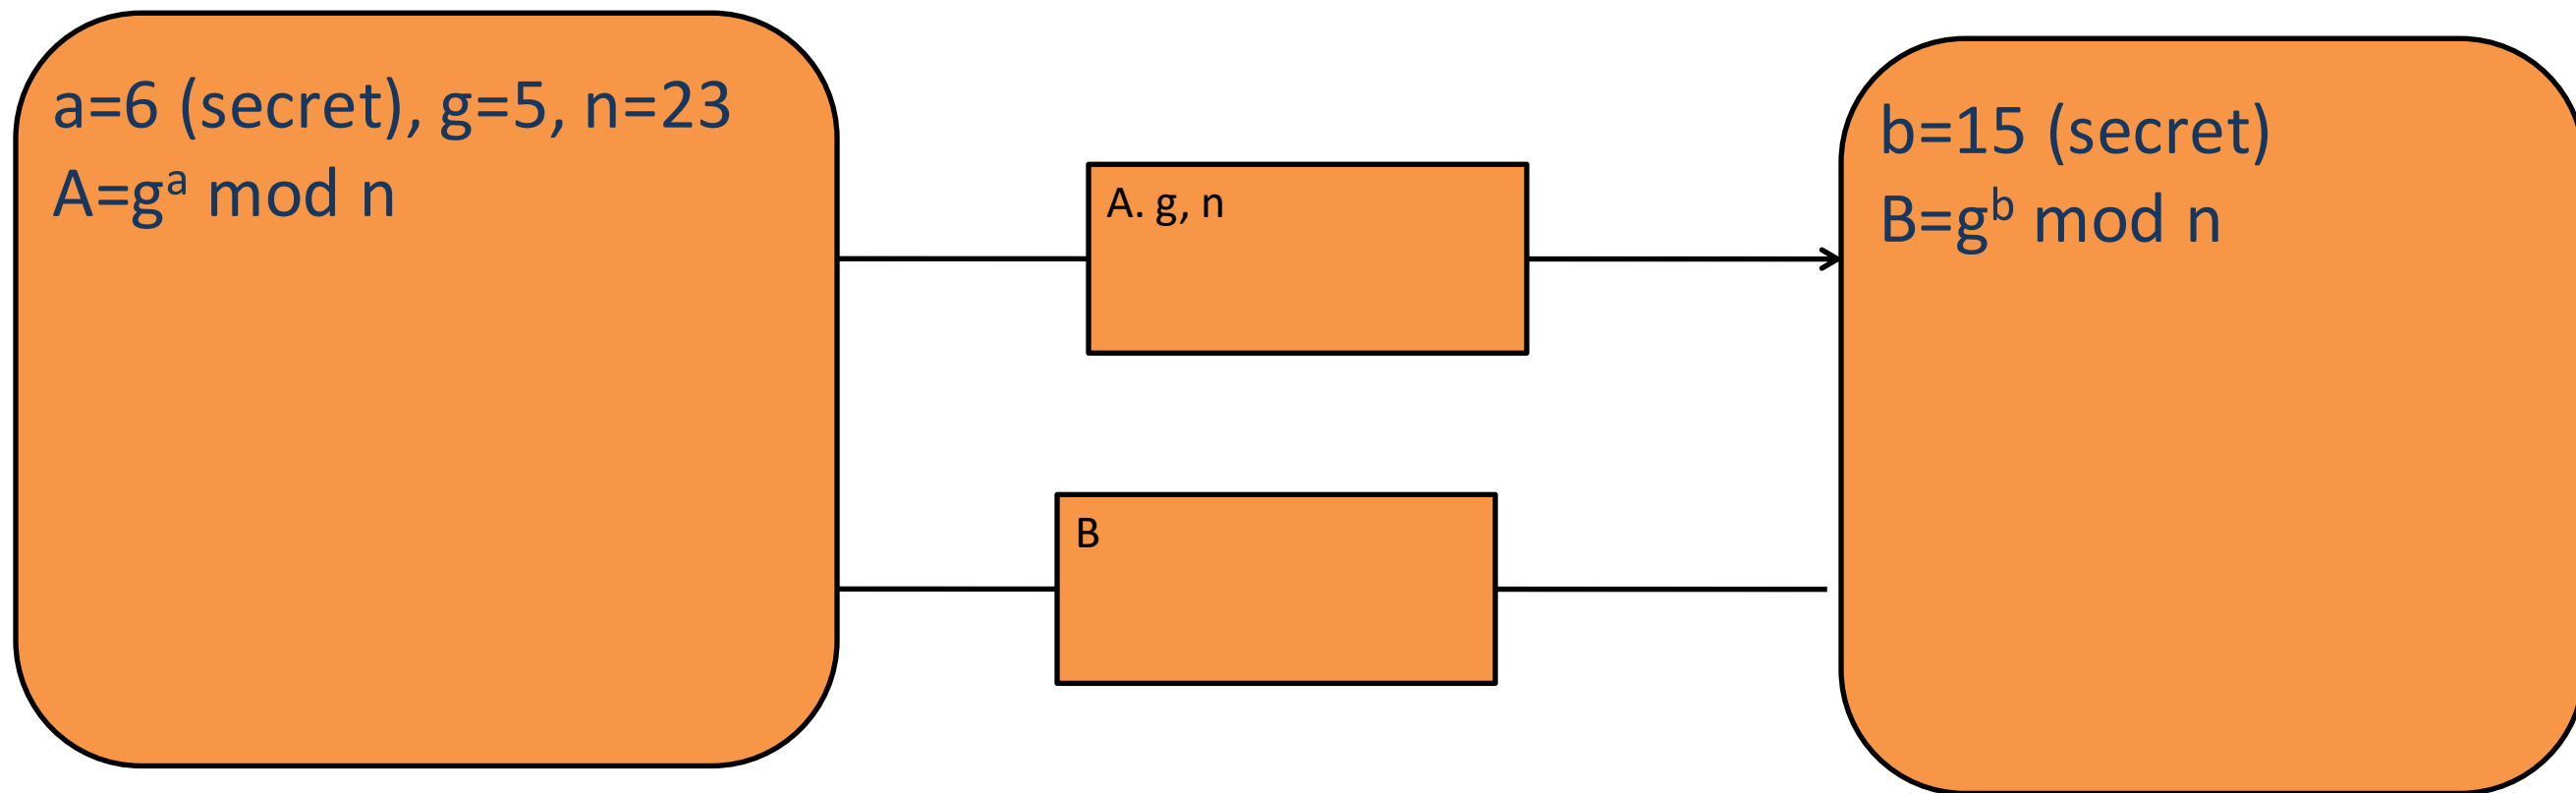 a=6 (secret), g=5, n=23
A=gᵃ mod n
A. g, n
B
b=15 (secret)
B=gᵇ mod n